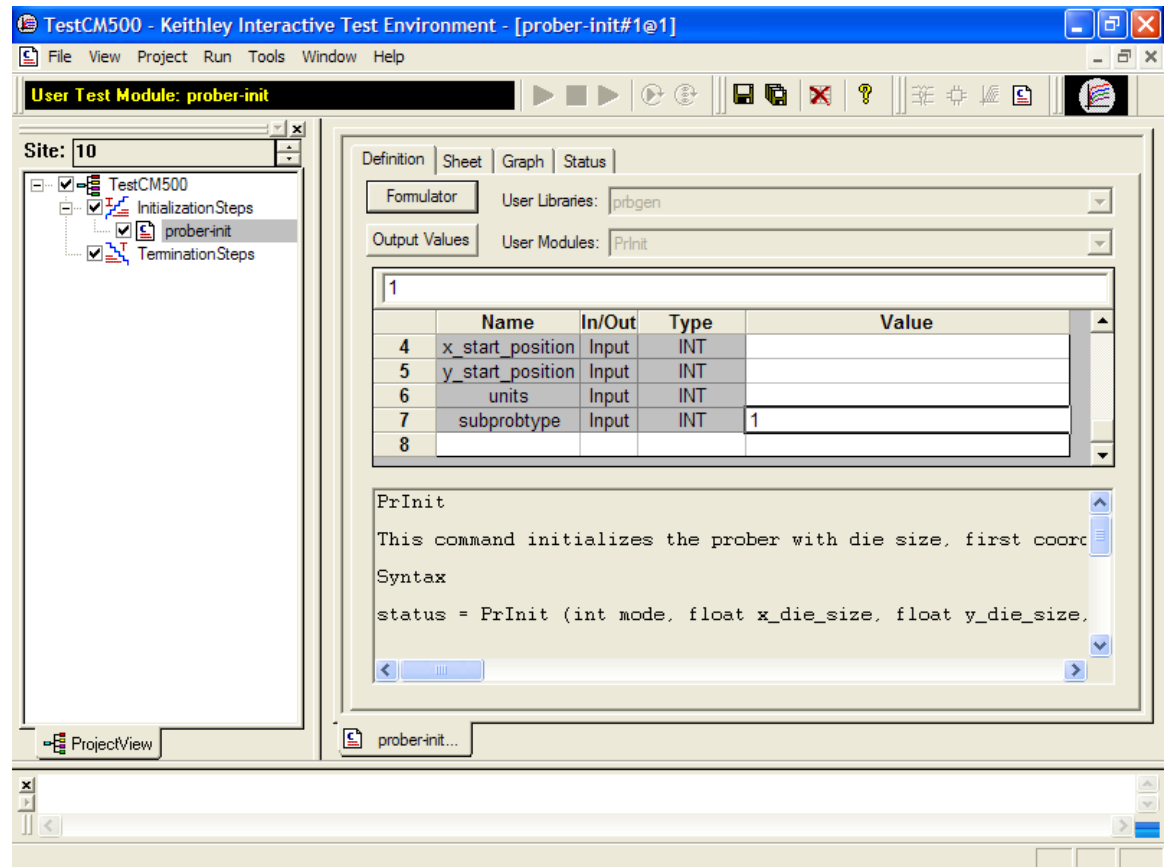 TestCM500 - Keithley Interactive Test Environment - [prober-init#1@1]
File View Project Run Tools Window Help
User Test Module: prober-init
Site: 10
TestCM500
InitializationSteps
prober-init
TerminationSteps
ProjectView
Definition Sheet Graph Status
Formulator User Libraries: prbgen
Output Values User Modules: PrInit
1
Name In/Out Type Value
4 x_start_position Input INT
5 y_start_position Input INT
6 units Input INT
7 subprobtype Input INT 1
8
PrInit
This command initializes the prober with die size, first coord
Syntax
status = PrInit (int mode, float x_die_size, float y_die_size,
prober-init...